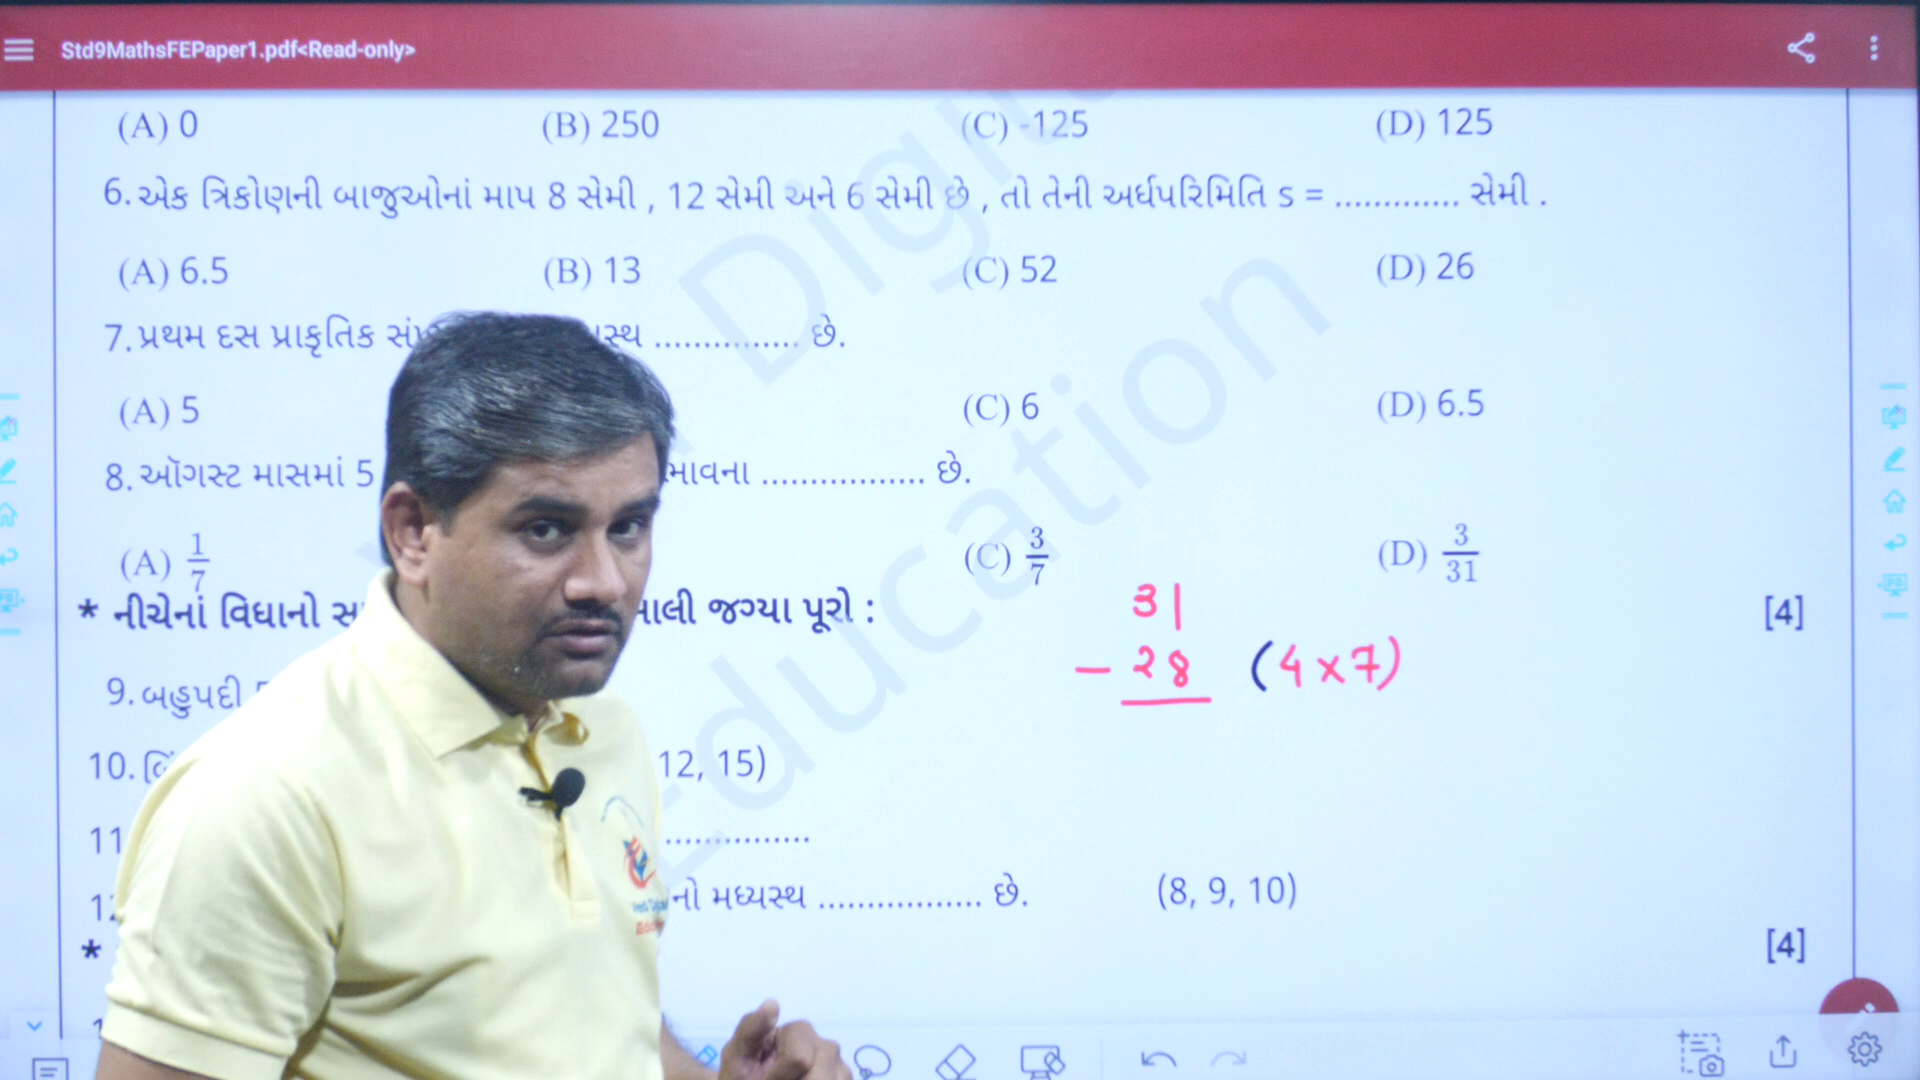 Std9MathsFEPaper1.pdf<Read-only>
(A) 0 (B) 250 (C) -125 (D) 125
6. એક ત્રિકોણની બાજુઓનાં માપ 8 સેમી , 12 સેમી અને 6 સેમી છે , તો તેની અર્ધપરિમિતિ s = ............. સેમી .
(A) 6.5 (B) 13 (C) 52 (D) 26
7. પ્રથમ દસ પ્રાકૃતિક ............... છે.
(A) 5 (C) 6 (D) 6.5
8. ઑગસ્ટ માસમાં 5 ................. છે.
(A) 1/7 (C) 3/7 (D) 3/31
* નીચેનાં વિધાનો જગ્યા પૂરો : [4]
31
- 28 (4 x 7)
9. બહુપદી
10. 12, 15)
11 ...............
12 નો મધ્યસ્થ ................. છે. (8, 9, 10)
* [4]
Education